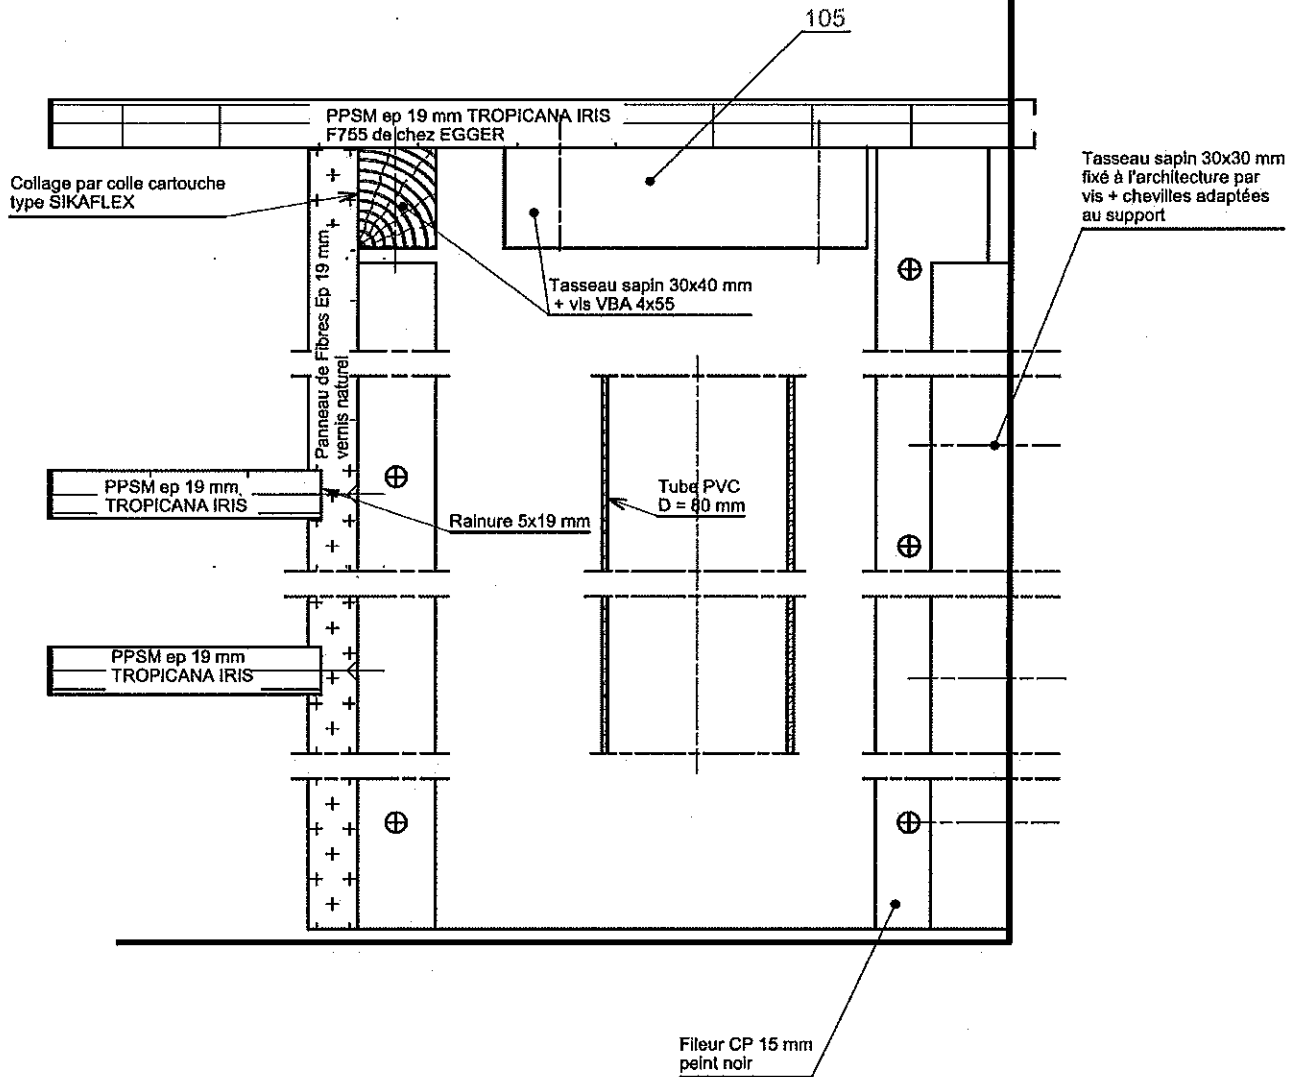 105
PPSM ep 19 mm TROPICANA IRIS
F755 de chez EGGER
Collage par colle cartouche
type SIKAFLEX
Tasseau sapin 30x30 mm
fixé à l'architecture par
vis + chevilles adaptées
au support
Tasseau sapin 30x40 mm
+ vis VBA 4x55
Panneau de Fibres Ep 19 mm
vernis naturel
PPSM ep 19 mm
TROPICANA IRIS
Rainure 5x19 mm
Tube PVC
D = 80 mm
PPSM ep 19 mm
TROPICANA IRIS
Fileur CP 15 mm
peint noir